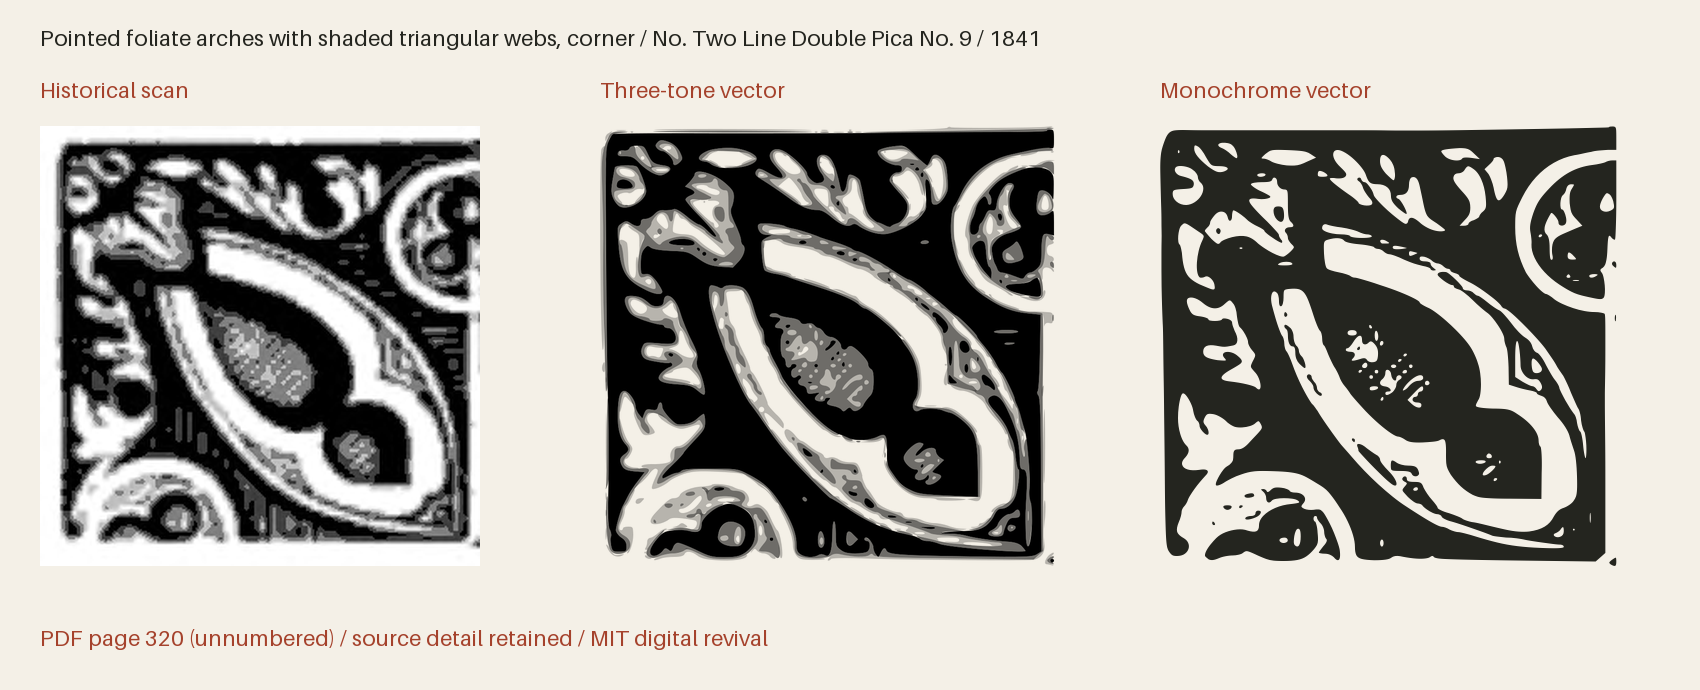 Pointed foliate arches with shaded triangular webs, corner / No. Two Line Double Pica No. 9 / 1841
Historical scan
Three-tone vector
Monochrome vector
PDF page 320 (unnumbered) / source detail retained / MIT digital revival